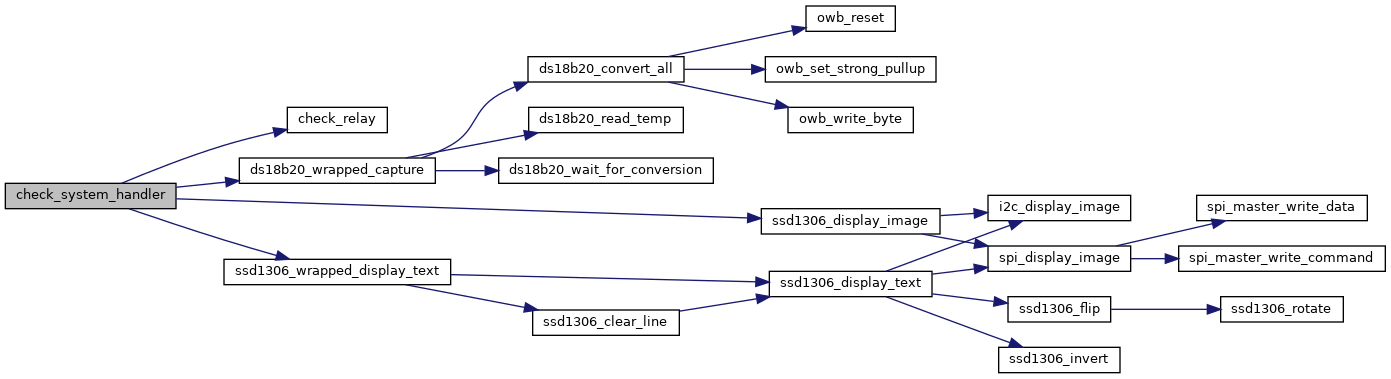 owb_reset
ds18b20_convert_all
owb_set_strong_pullup
check_relay
ds18b20_read_temp
owb_write_byte
ds18b20_wrapped_capture
ds18b20_wait_for_conversion
check_system_handler
i2c_display_image
spi_master_write_data
ssd1306_display_image
ssd1306_wrapped_display_text
spi_display_image
spi_master_write_command
ssd1306_display_text
ssd1306_clear_line
ssd1306_flip
ssd1306_rotate
ssd1306_invert